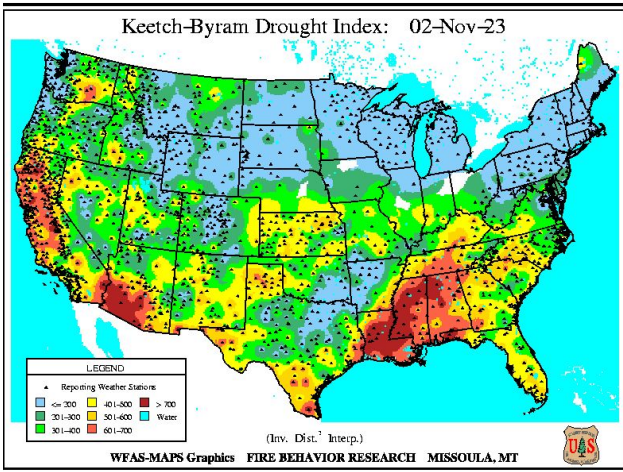 Keetch-Byram Drought Index: 02-Nov-23
LEGEND
Reporting Weather Stations
<= 200
401-500
> 700
201-300
501-600
Water
301-400
601-700
(Inv. Dist.² Interp.)
WFAS-MAPS Graphics FIRE BEHAVIOR RESEARCH MISSOULA, MT
U S